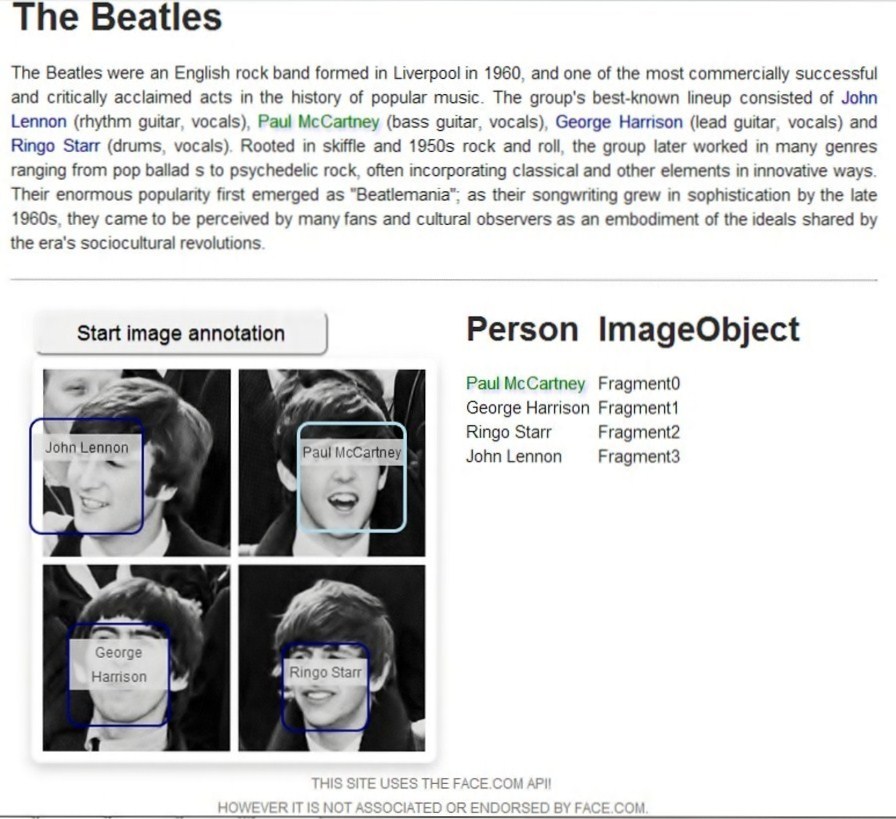 The Beatles
The Beatles were an English rock band formed in Liverpool in 1960, and one of the most commercially successful
and critically acclaimed acts in the history of popular music. The group's best-known lineup consisted of John
Lennon (rhythm guitar, vocals), Paul McCartney (bass guitar, vocals), George Harrison (lead guitar, vocals) and
Ringo Starr (drums, vocals). Rooted in skiffle and 1950s rock and roll, the group later worked in many genres
ranging from pop ballad s to psychedelic rock, often incorporating classical and other elements in innovative ways.
Their enormous popularity first emerged as "Beatlemania"; as their songwriting grew in sophistication by the late
1960s, they came to be perceived by many fans and cultural observers as an embodiment of the ideals shared by
the era's sociocultural revolutions.
Start image annotation
John Lennon
Paul McCartney
George
Harrison
Ringo Starr
Person ImageObject
Paul McCartney Fragment0
George Harrison Fragment1
Ringo Starr Fragment2
John Lennon Fragment3
THIS SITE USES THE FACE.COM API!
HOWEVER IT IS NOT ASSOCIATED OR ENDORSED BY FACE.COM.